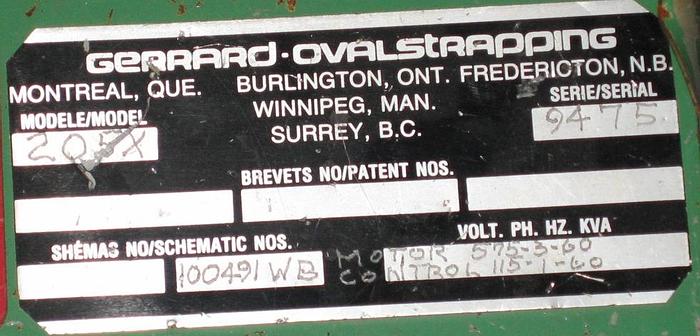 GERRARD·OVALSTRAPPING
MONTREAL, QUE. BURLINGTON, ONT. FREDERICTON, N.B.
WINNIPEG, MAN.
SURREY, B.C.
MODELE/MODEL
205X
SERIE/SERIAL
9475
BREVETS NO/PATENT NOS.
SHÉMAS NO/SCHEMATIC NOS.
100491 WB
VOLT. PH. HZ. KVA
MOTOR 575-3-60
CONTROL 115-1-60